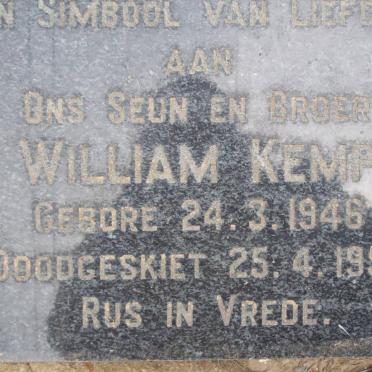 SIMBOOL VAN
AAN
ONS SEUN EN BROER
WILLIAM KEMP
GEBORE 24.3.1946
DOODGESKIET 25.4.
RUS IN VREDE.